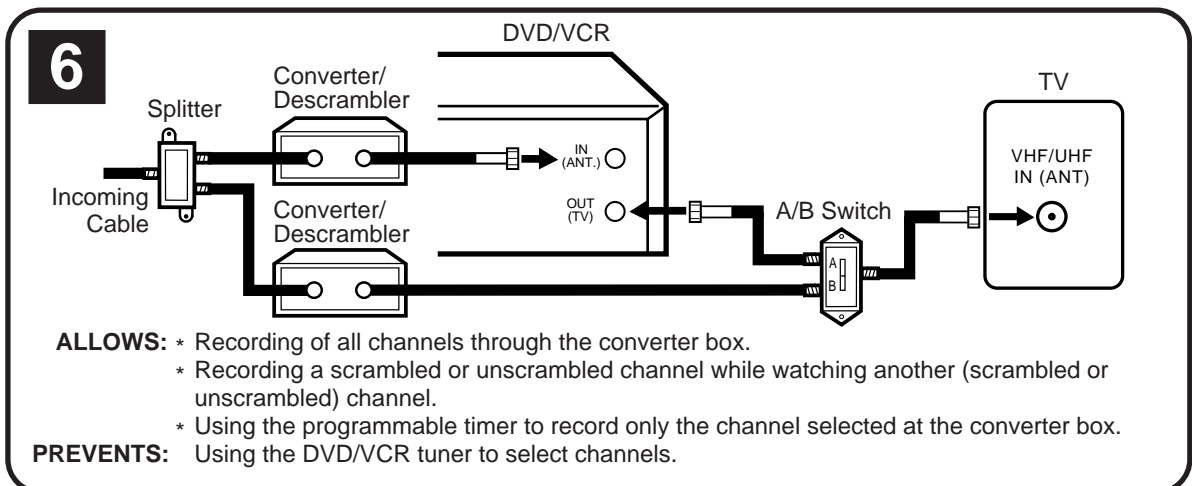 6
DVD/VCR
Converter/
Descrambler
Splitter
TV
IN
(ANT.)
VHF/UHF
IN (ANT)
Incoming
Cable
Converter/
Descrambler
OUT
(TV)
A/B Switch
A
B
ALLOWS: * Recording of all channels through the converter box.
* Recording a scrambled or unscrambled channel while watching another (scrambled or
unscrambled) channel.
* Using the programmable timer to record only the channel selected at the converter box.
PREVENTS: Using the DVD/VCR tuner to select channels.